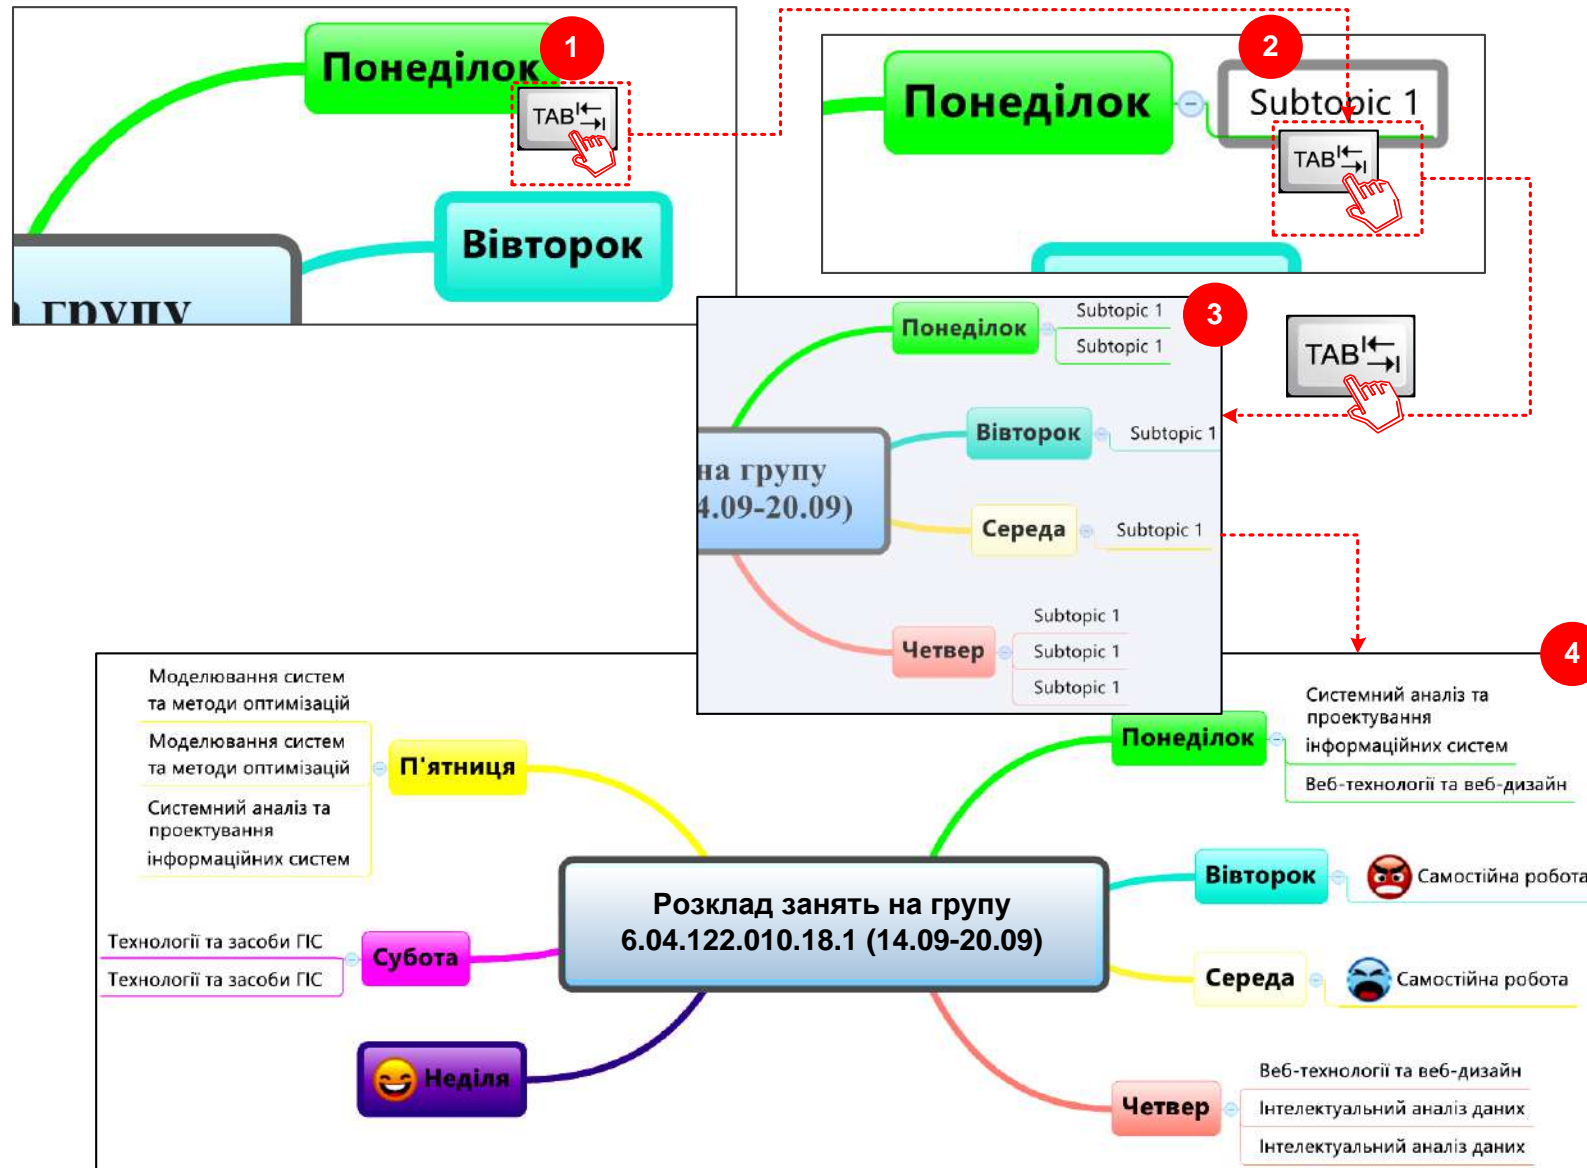 1
Понеділок
TAB
Вівторок
групу
2
Понеділок
Subtopic 1
TAB
3
Понеділок
Subtopic 1
Subtopic 1
Вівторок
Subtopic 1
на групу
4.09-20.09)
Середа
Subtopic 1
Четвер
Subtopic 1
Subtopic 1
Subtopic 1
TAB
4
Моделювання систем
та методи оптимізацій
Моделювання систем
та методи оптимізацій
Системний аналіз та
проектування
інформаційних систем
П'ятниця
Технології та засоби ГІС
Технології та засоби ГІС
Субота
Неділя
Розклад занять на групу
6.04.122.010.18.1 (14.09-20.09)
Понеділок
Системний аналіз та
проектування
інформаційних систем
Веб-технології та веб-дизайн
Вівторок
Самостійна робота
Середа
Самостійна робота
Четвер
Веб-технології та веб-дизайн
Інтелектуальний аналіз даних
Інтелектуальний аналіз даних